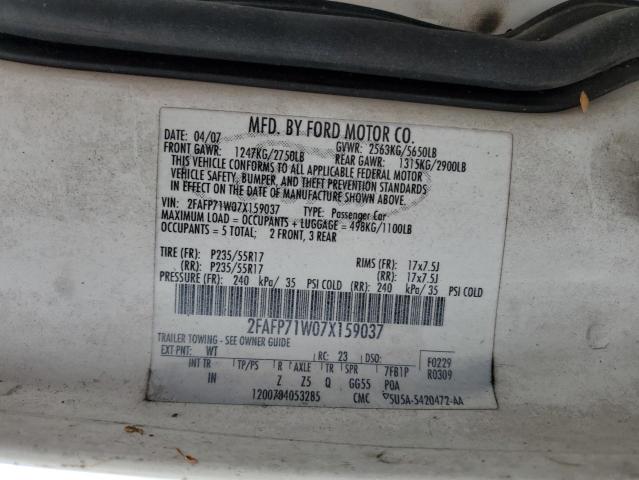 MFD. BY FORD MOTOR CO.
DATE: 04/07 GVWR: 2563KG/5650LB
FRONT GAWR: 1247KG/2750LB REAR GAWR: 1315KG/2900LB
THIS VEHICLE CONFORMS TO ALL APPLICABLE FEDERAL MOTOR
VEHICLE SAFETY, BUMPER, AND THEFT PREVENTION STANDARDS
IN EFFECT ON THE DATE OF MANUFACTURE SHOWN ABOVE
VIN: 2FAFP71W07X159037 TYPE: Passenger Car
MAXIMUM LOAD = OCCUPANTS + LUGGAGE = 498KG/1100LB
OCCUPANTS = 5 TOTAL; 2 FRONT, 3 REAR
TIRE (FR): P235/55R17 RIMS (FR): 17x7.5J
(RR): P235/55R17 (RR): 17x7.5J
PRESSURE (FR): 240 kPa/ 35 PSI COLD (RR): 240 kPa/ 35 PSI COLD
2FAFP71W07X159037
TRAILER TOWING - SEE OWNER GUIDE
EXT PNT: WT RC: 23 DSO: F0229
INT TR TP/PS R AXLE TR SPR 7FB1P R0309
IN Z Z5 Q GG55 POA
CMC 5U5A-5420472-AA